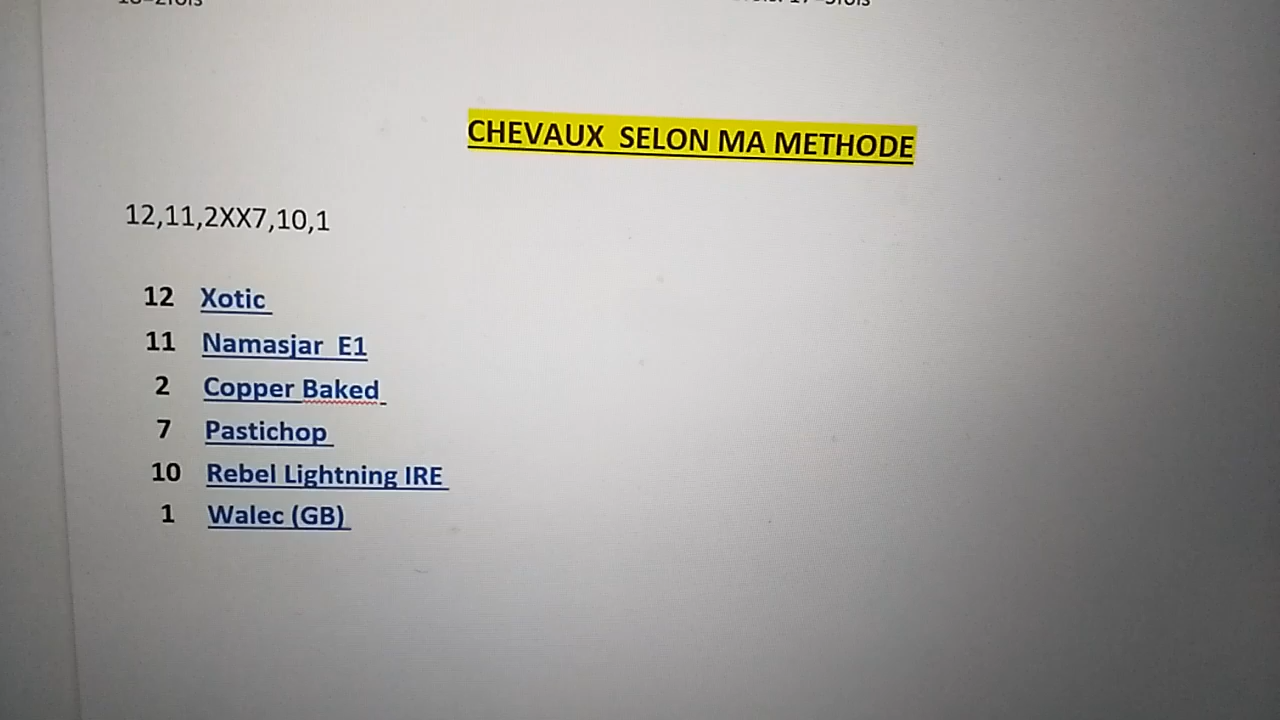 CHEVAUX SELON MA METHODE
12,11,2XX7,10,1
12 Xotic
11 Namasjar E1
2 Copper Baked
7 Pastichop
10 Rebel Lightning IRE
1 Walec (GB)